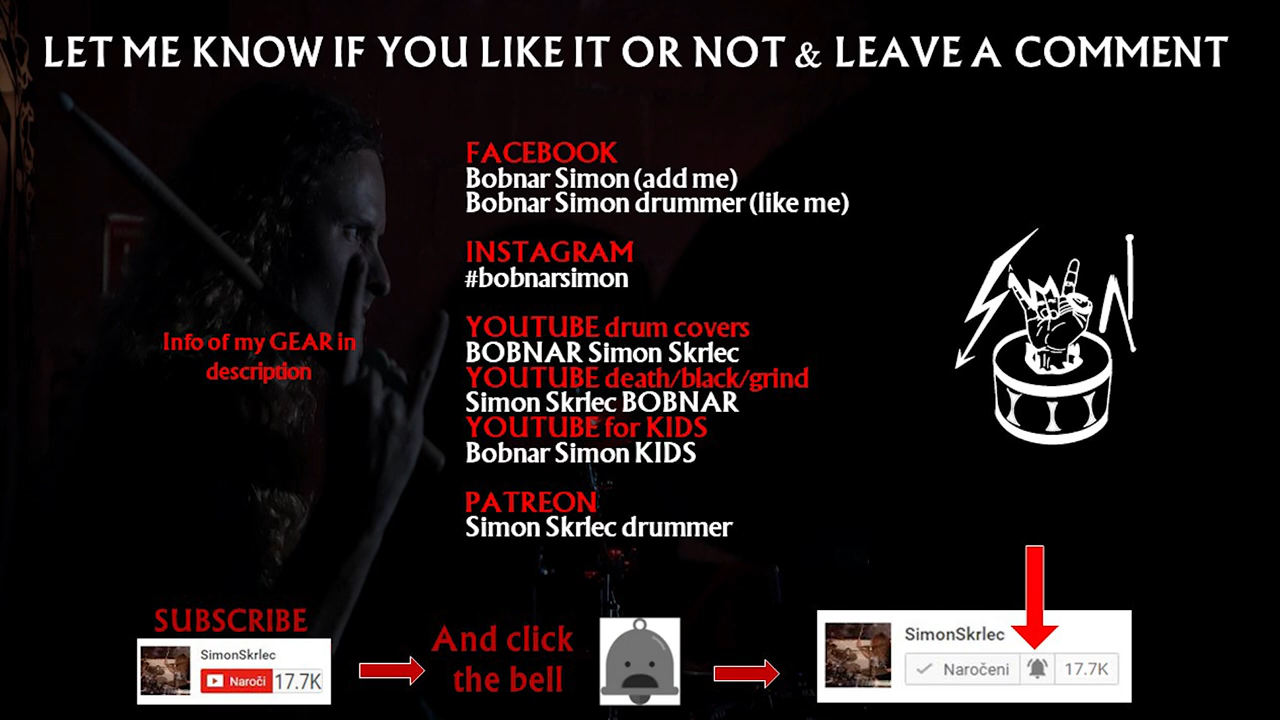 LET ME KNOW IF YOU LIKE IT OR NOT & LEAVE A COMMENT
FACEBOOK
Bobnar Simon (add me)
Bobnar Simon drummer (like me)
INSTAGRAM
#bobnarsimon
YOUTUBE drum covers
BOBNAR Simon Skrlec
YOUTUBE death/black/grind
Simon Skrlec BOBNAR
YOUTUBE for KIDS
Bobnar Simon KIDS
PATREON
Simon Skrlec drummer
Info of my GEAR in
description
SIMON
SUBSCRIBE
SimonSkrlec
Naroči 17.7K
And click
the bell
SimonSkrlec
Naročeni 17.7K